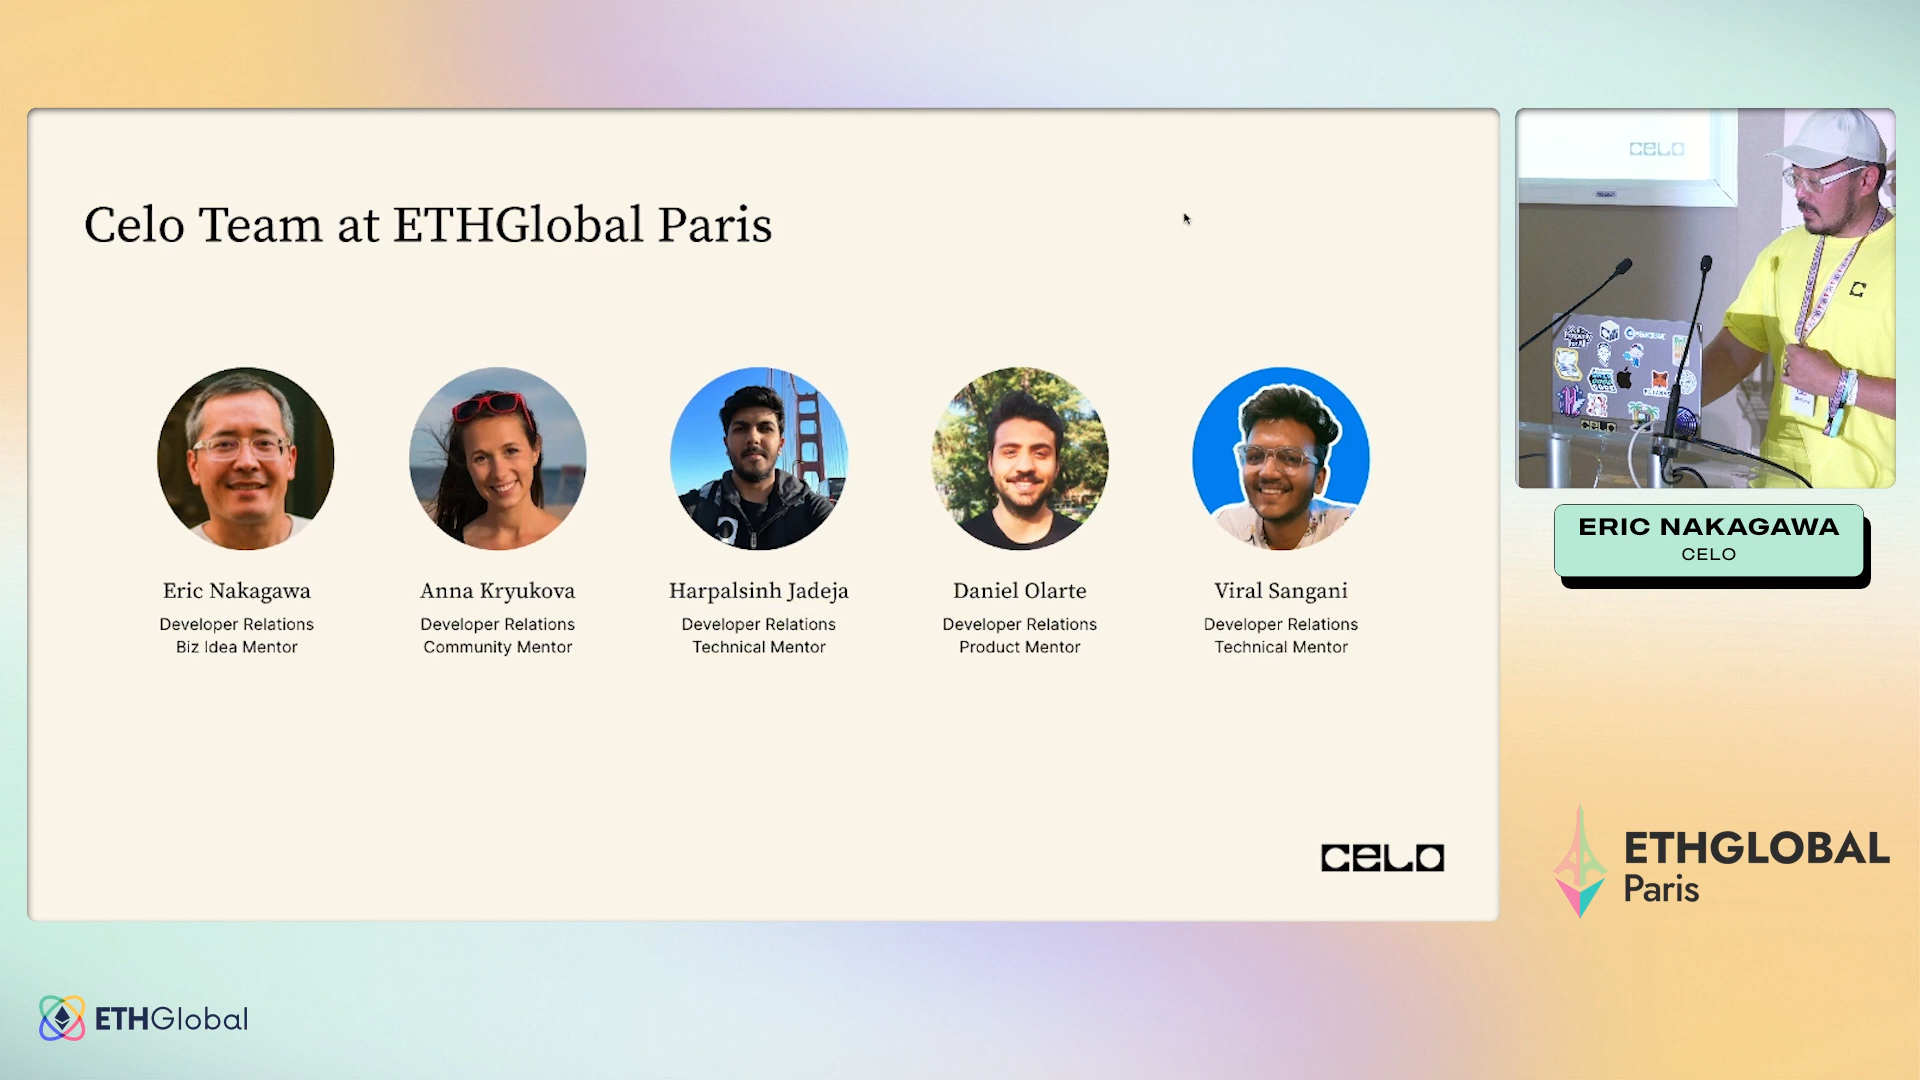 Celo Team at ETHGlobal Paris
Eric Nakagawa
Developer Relations
Biz Idea Mentor
Anna Kryukova
Developer Relations
Community Mentor
Harpalsinh Jadeja
Developer Relations
Technical Mentor
Daniel Olarte
Developer Relations
Product Mentor
Viral Sangani
Developer Relations
Technical Mentor
CELO
CELO
C
CELO
ERIC NAKAGAWA
CELO
ETHGLOBAL
Paris
ETHGlobal